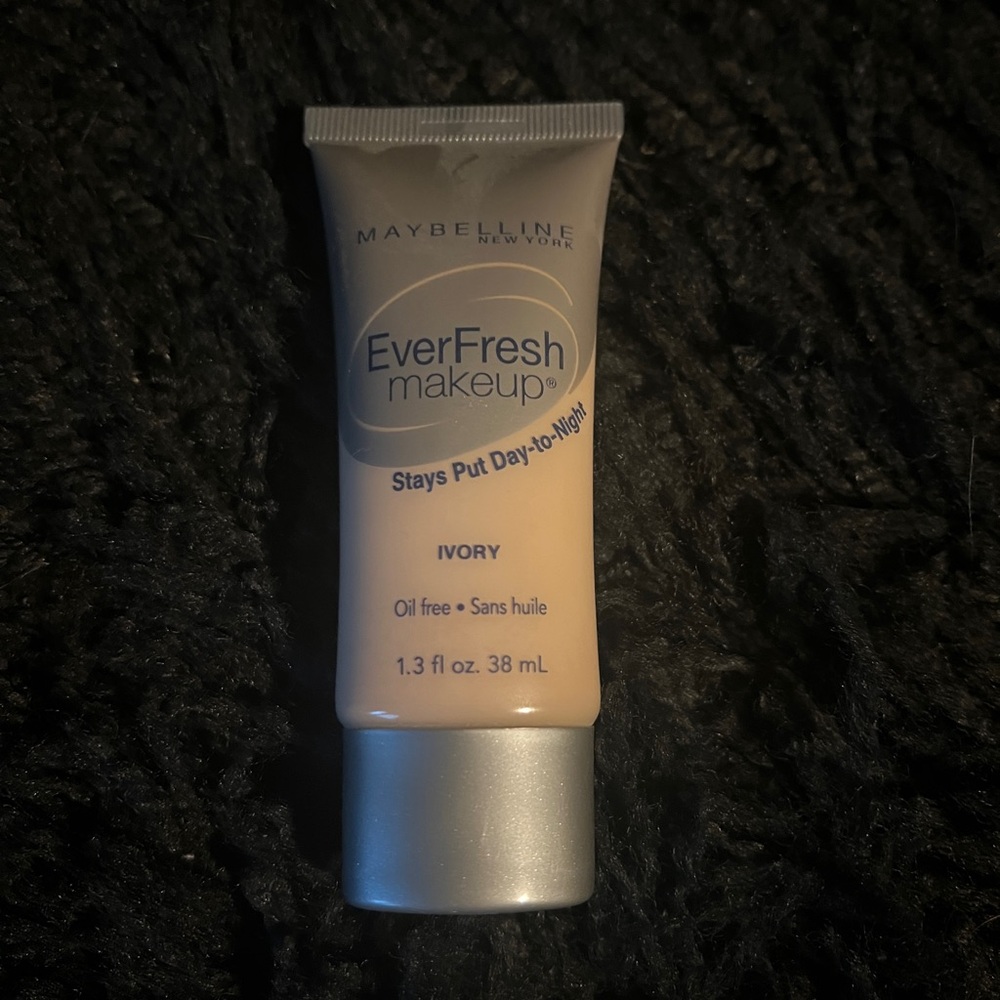 MAYBELLINE
NEW YORK
EverFresh
makeup®
Stays Put Day-to-Night
IVORY
Oil free • Sans huile
1.3 fl oz. 38 mL